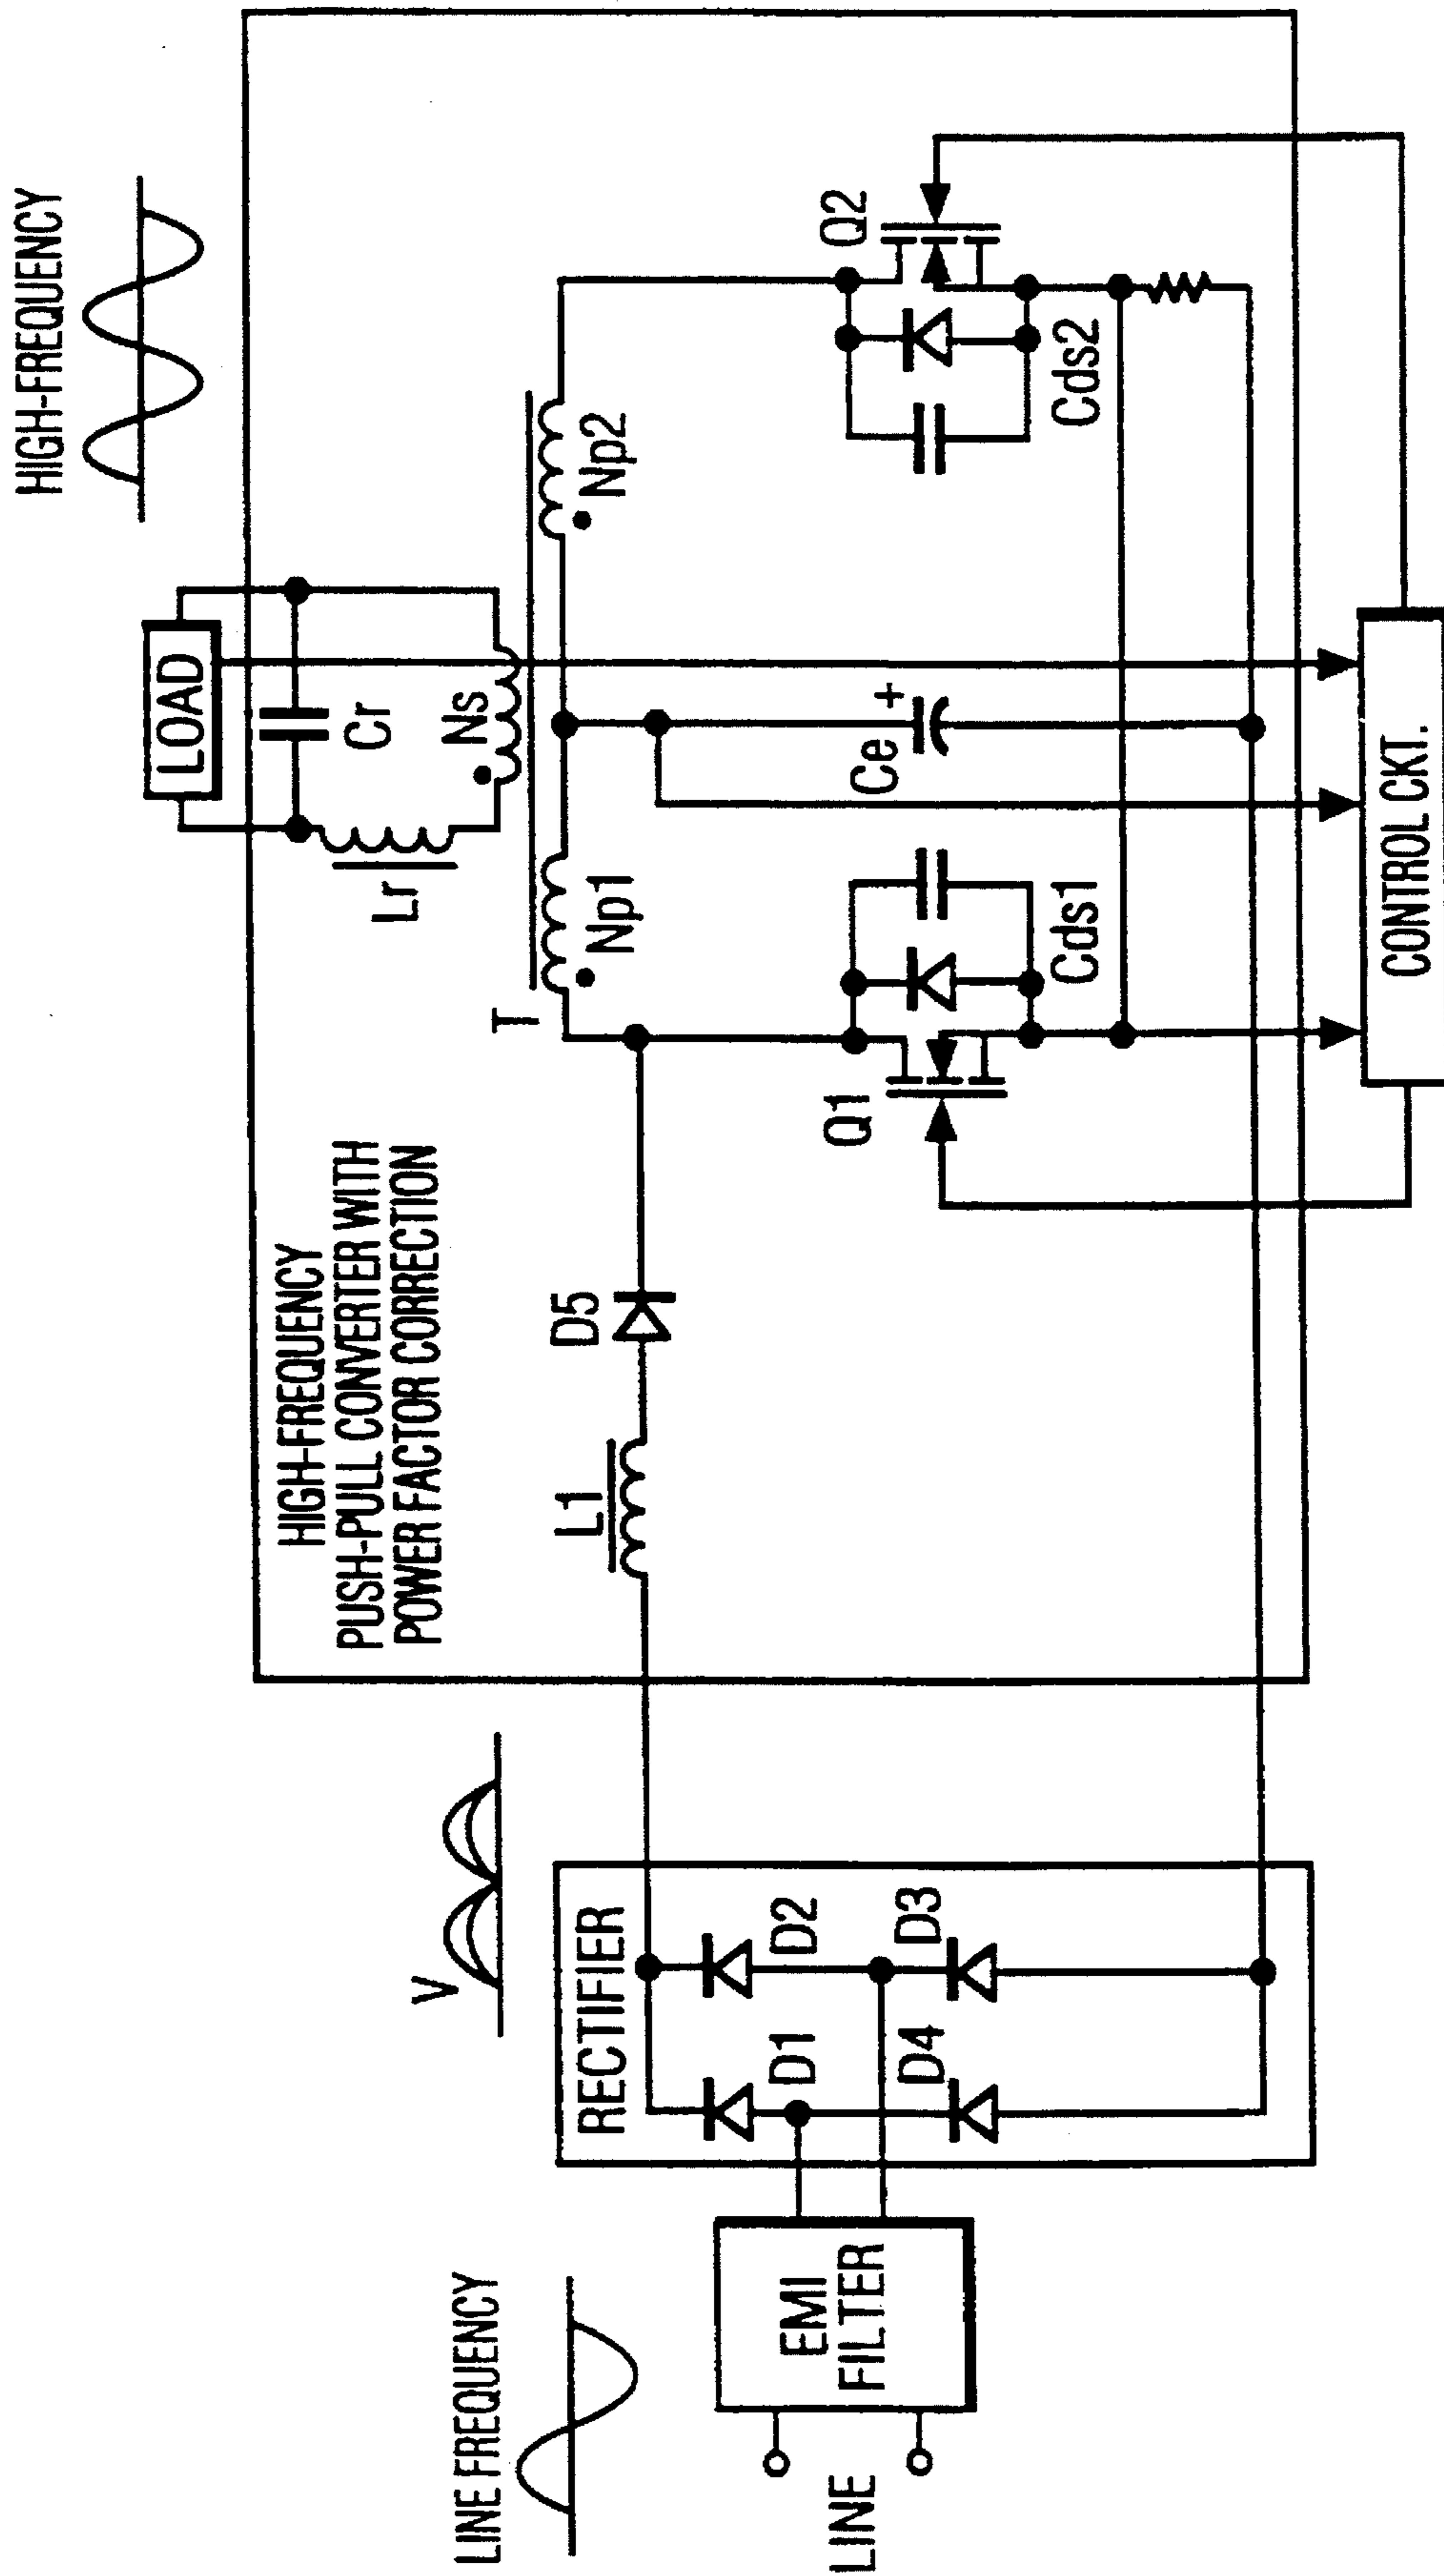 LINE FREQUENCY
LINE
EMI
FILTER
V
RECTIFIER
D1
D2
D4
D3
HIGH-FREQUENCY
PUSH-PULL CONVERTER WITH
POWER FACTOR CORRECTION
L1
D5
HIGH-FREQUENCY
LOAD
Cr
Lr
Ns
T
Np1
Np2
Q1
Cds1
Ce
+
Q2
Cds2
CONTROL CKT.